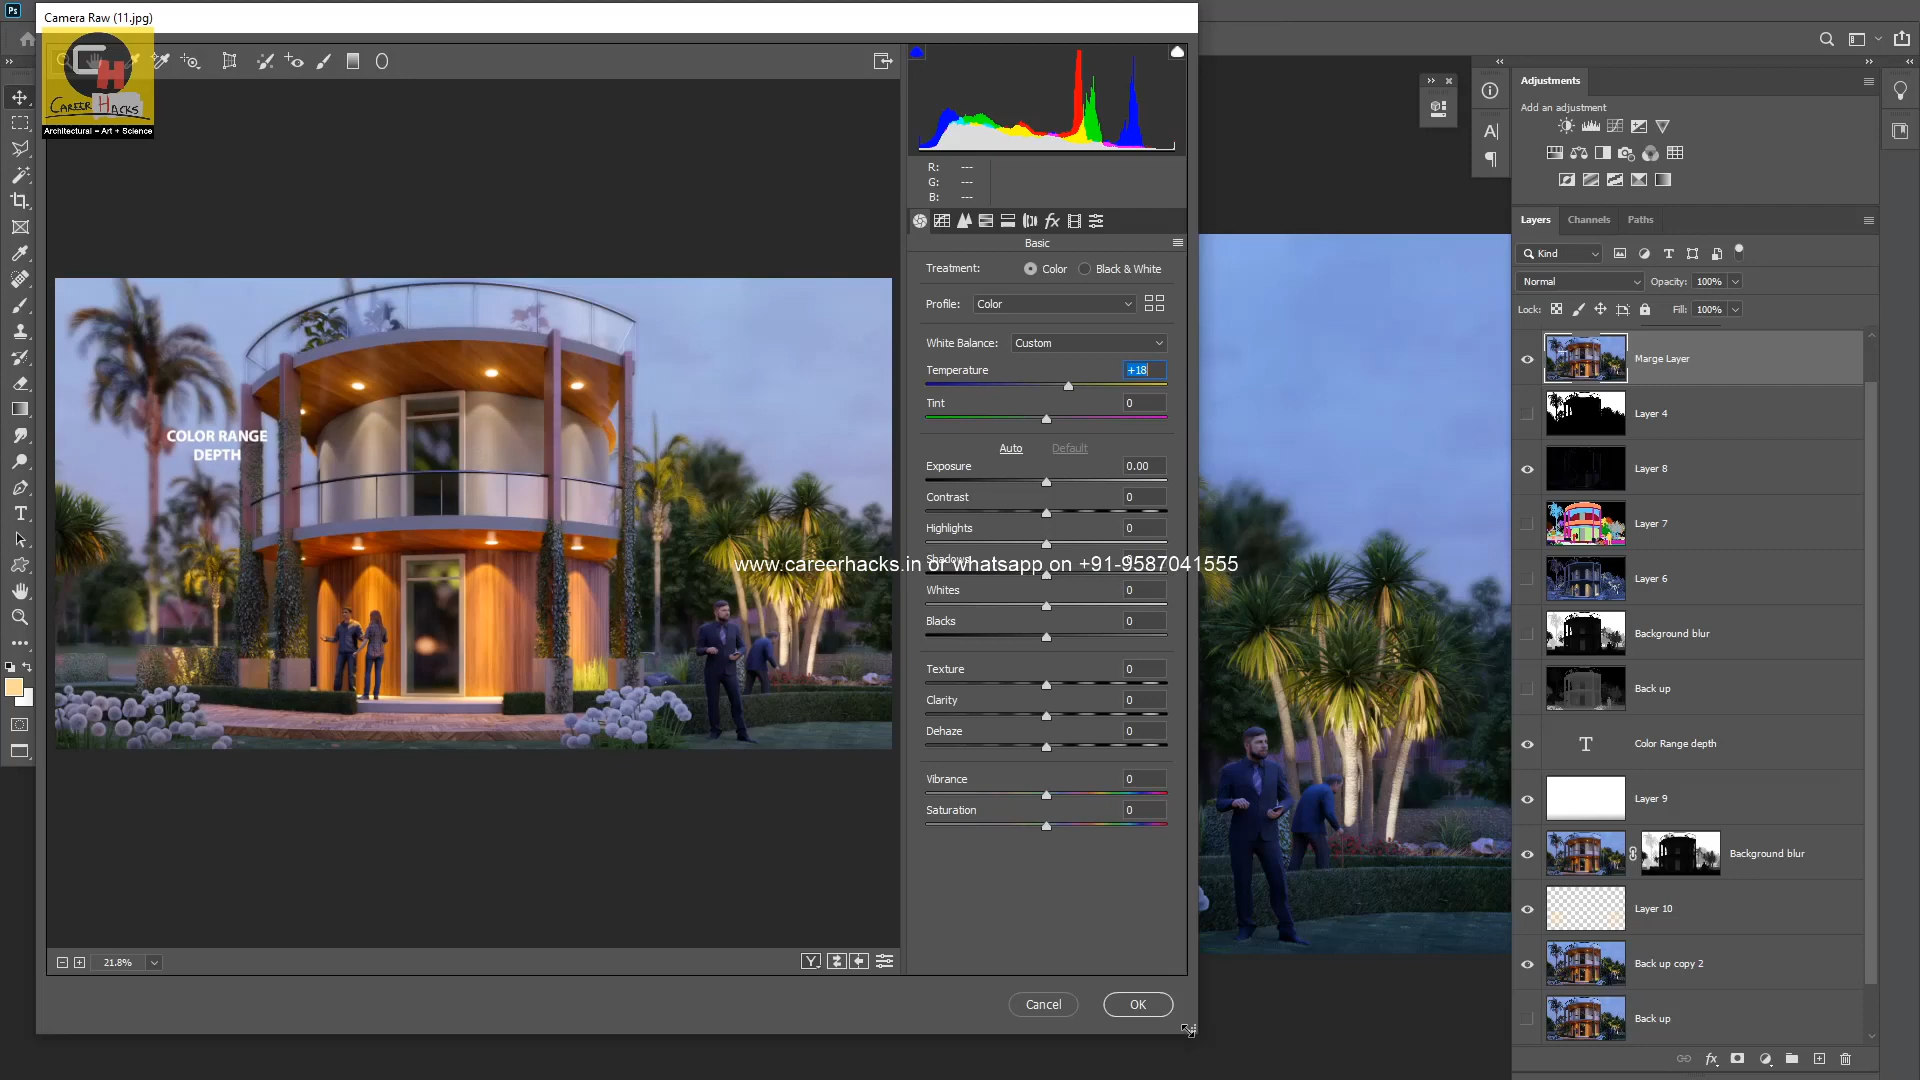 Ps
Camera Raw (11.jpg)
CH
CAREER HACKS
Architectural = Art + Science
R: ---
G: ---
B: ---
fx
Basic
Treatment: Color Black & White
Profile: Color
White Balance: Custom
Temperature +18
Tint 0
Auto Default
Exposure 0.00
Contrast 0
Highlights 0
Shadows
www.careerhacks.in or whatsapp on +91-9587041555
Whites 0
Blacks 0
Texture 0
Clarity 0
Dehaze 0
Vibrance 0
Saturation 0
COLOR RANGE
DEPTH
21.8%
Y
Cancel OK
Adjustments
Add an adjustment
Layers Channels Paths
Kind
Normal Opacity: 100%
Lock: Fill: 100%
Marge Layer
Layer 4
Layer 8
Layer 7
Layer 6
Background blur
Back up
T Color Range depth
Layer 9
Background blur
Layer 10
Back up copy 2
Back up
fx